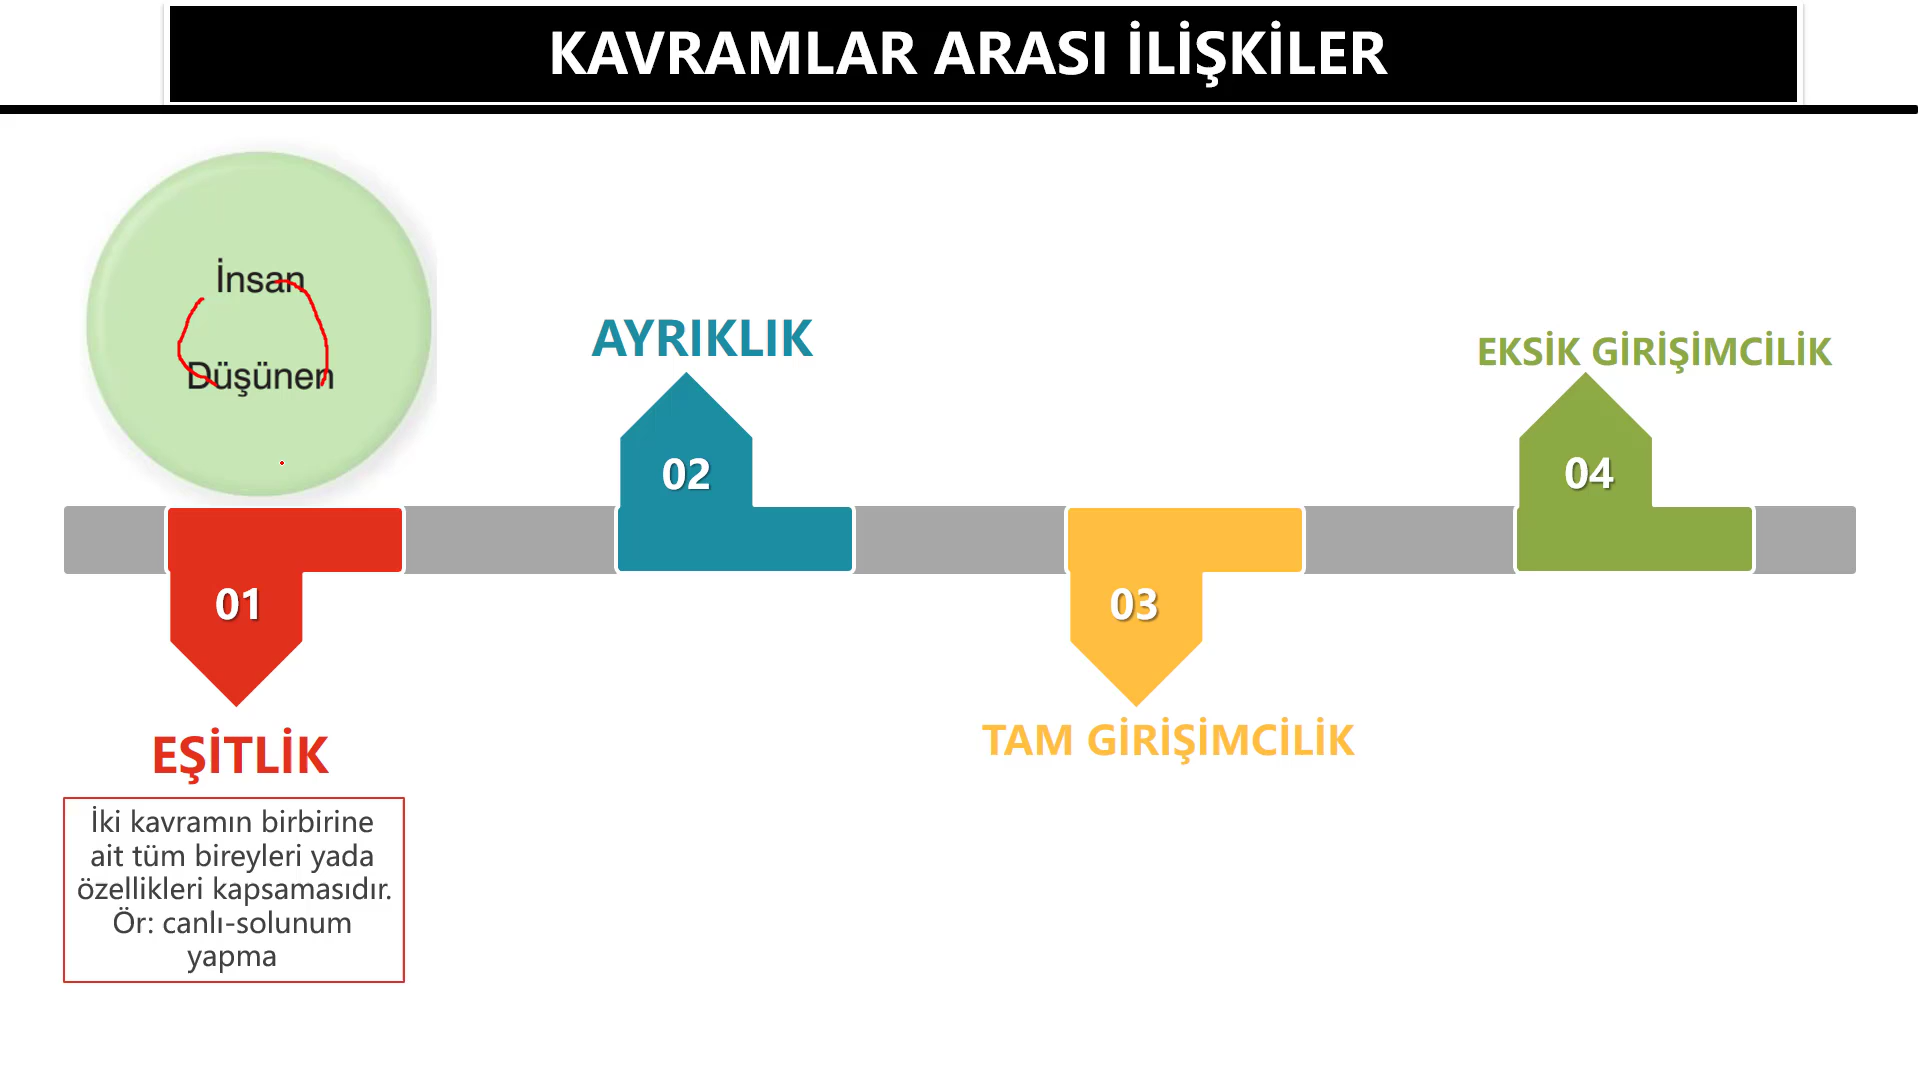 KAVRAMLAR ARASI İLİŞKİLER
İnsan
Düşünen
AYRIKLIK
EKSİK GİRİŞİMCİLİK
02
04
01
03
EŞİTLİK
TAM GİRİŞİMCİLİK
İki kavramın birbirine
ait tüm bireyleri yada
özellikleri kapsamasıdır.
Ör: canlı-solunum
yapma